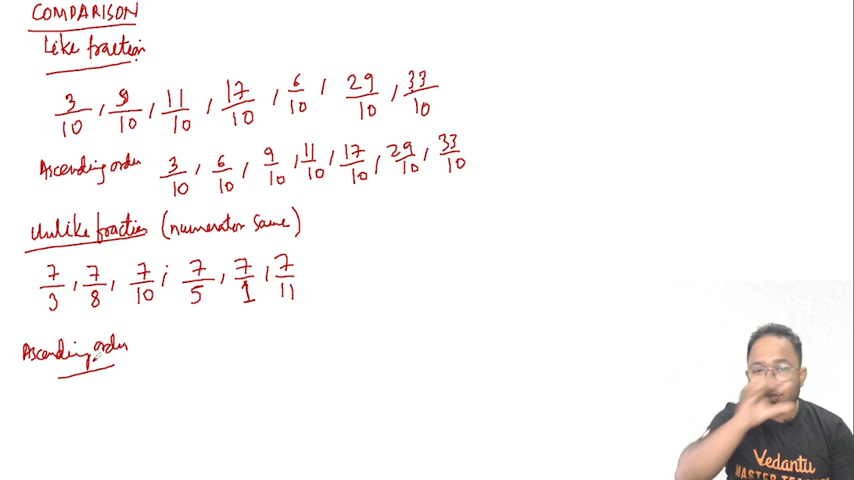 COMPARISON
Like fraction
3/10, 9/10, 11/10, 17/10, 6/10, 29/10, 33/10
Ascending order 3/10, 6/10, 9/10, 11/10, 17/10, 29/10, 33/10
Unlike fraction (numerator same)
7/3, 7/8, 7/10, 7/5, 7/1, 7/11
Ascending order
Vedantu
MASTER TEACHER